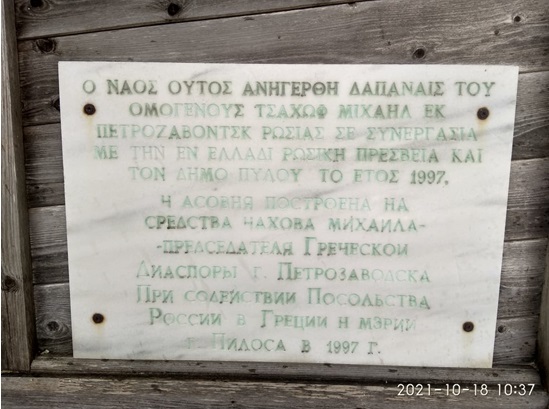 Ο ΝΑΟΣ ΟΥΤΟΣ ΑΝΗΓΕΡΘΗ ΔΑΠΑΝΑΙΣ ΤΟΥ
ΟΜΟΓΕΝΟΥΣ ΤΣΑΧΩΦ ΜΙΧΑΗΛ ΕΚ
ΠΕΤΡΟΖΑΒΟΝΤΣΚ ΡΩΣΙΑΣ ΣΕ ΣΥΝΕΡΓΑΣΙΑ
ΜΕ ΤΗΝ ΕΝ ΕΛΛΑΔΙ ΡΩΣΙΚΗ ΠΡΕΣΒΕΙΑ ΚΑΙ
ΤΟΝ ΔΗΜΟ ΠΥΛΟΥ ΤΟ ΕΤΟΣ 1997.
ЧАСОВНЯ ПОСТРОЕНА НА
СРЕДСТВА ЧАХОВА МИХАИЛА-
-ПРЕДСЕДАТЕЛЯ ГРЕЧЕСКОЙ
ДИАСПОРЫ Г. ПЕТРОЗАВОДСКА
ПРИ СОДЕЙСТВИИ ПОСОЛЬСТВА
РОССИИ В ГРЕЦИИ И МЭРИИ
Г. ПИЛОСА В 1997 Г.
2021-10-18 10:37